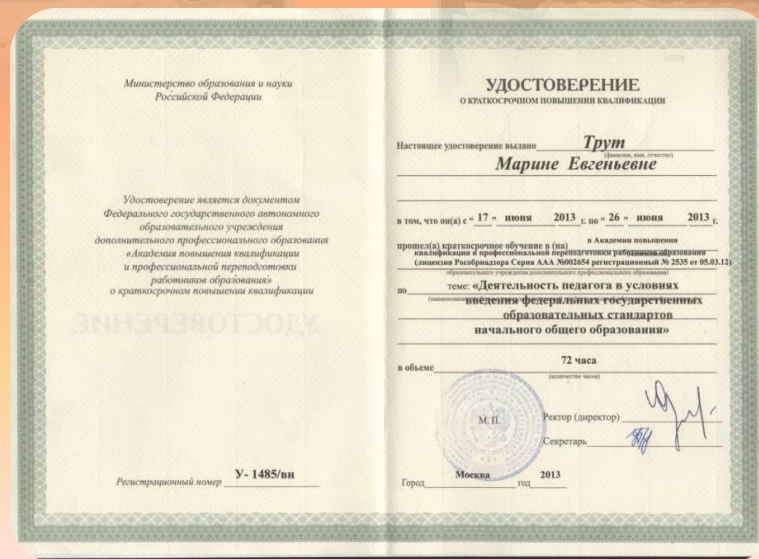 Министерство образования и науки
Российской Федерации
Удостоверение является документом
Федерального государственного автономного
образовательного учреждения
дополнительного профессионального образования
«Академия повышения квалификации
и профессиональной переподготовки
работников образования»
о краткосрочном повышении квалификации
Регистрационный номер У- 1485/вн
УДОСТОВЕРЕНИЕ
О КРАТКОСРОЧНОМ ПОВЫШЕНИИ КВАЛИФИКАЦИИ
Настоящее удостоверение выдано Трут
(фамилия, имя, отчество)
Марине Евгеньевне
в том, что он(а) с " 17 " июня 2013 г. по " 26 " июня 2013 г.
прошел(а) краткосрочное обучение в (на) в Академии повышения
квалификации и профессиональной переподготовки работников образования
(лицензия Рособрнадзора Серия ААА №002654 регистрационный № 2535 от 05.03.12)
образовательного учреждения дополнительного профессионального образования)
по теме: «Деятельность педагога в условиях
введения федеральных государственных
образовательных стандартов
начального общего образования»
в объеме 72 часа
(количество часов)
М. П.
Ректор (директор)
Секретарь
Город Москва год 2013